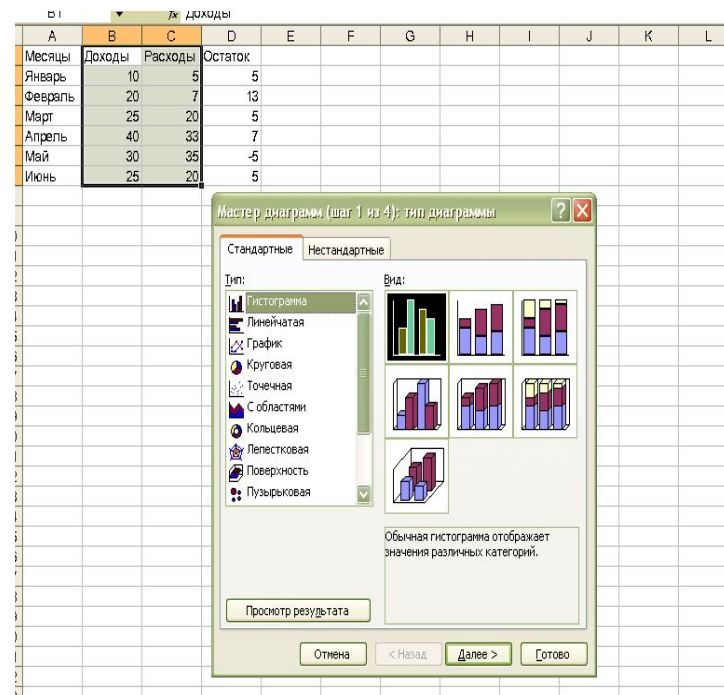 B1 fx Доходы
A B C D E F G H I J K L
Месяцы Доходы Расходы Остаток
Январь 10 5 5
Февраль 20 7 13
Март 25 20 5
Апрель 40 33 7
Май 30 35 -5
Июнь 25 20 5
Мастер диаграмм (шаг 1 из 4): тип диаграммы
Стандартные Нестандартные
Тип: Вид:
Гистограмма
Линейчатая
График
Круговая
Точечная
С областями
Кольцевая
Лепестковая
Поверхность
Пузырьковая
Обычная гистограмма отображает
значения различных категорий.
Просмотр результата
Отмена < Назад Далее > Готово